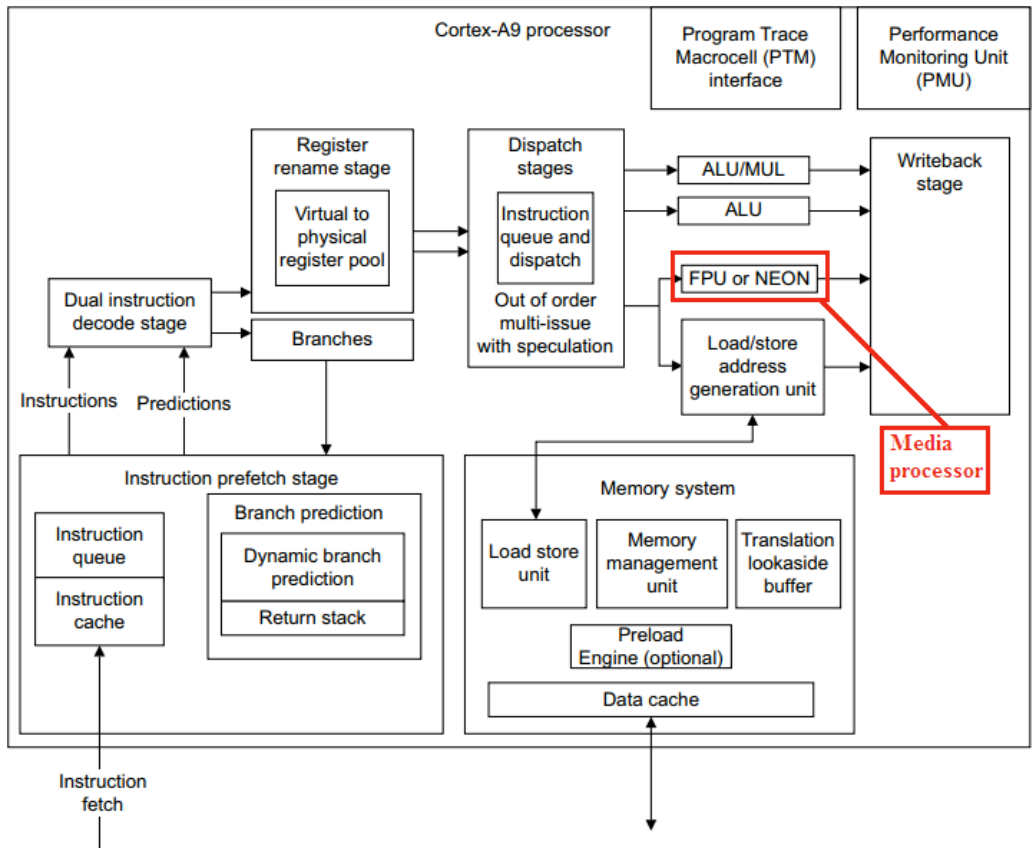 Cortex-A9 processor
Program Trace
Macrocell (PTM)
interface
Performance
Monitoring Unit
(PMU)
Register
rename stage
Virtual to
physical
register pool
Dispatch
stages
Instruction
queue and
dispatch
Out of order
multi-issue
with speculation
ALU/MUL
ALU
FPU or NEON
Load/store
address
generation unit
Writeback
stage
Dual instruction
decode stage
Branches
Instructions
Predictions
Media
processor
Instruction prefetch stage
Instruction
queue
Instruction
cache
Branch prediction
Dynamic branch
prediction
Return stack
Memory system
Load store
unit
Memory
management
unit
Translation
lookaside
buffer
Preload
Engine (optional)
Data cache
Instruction
fetch